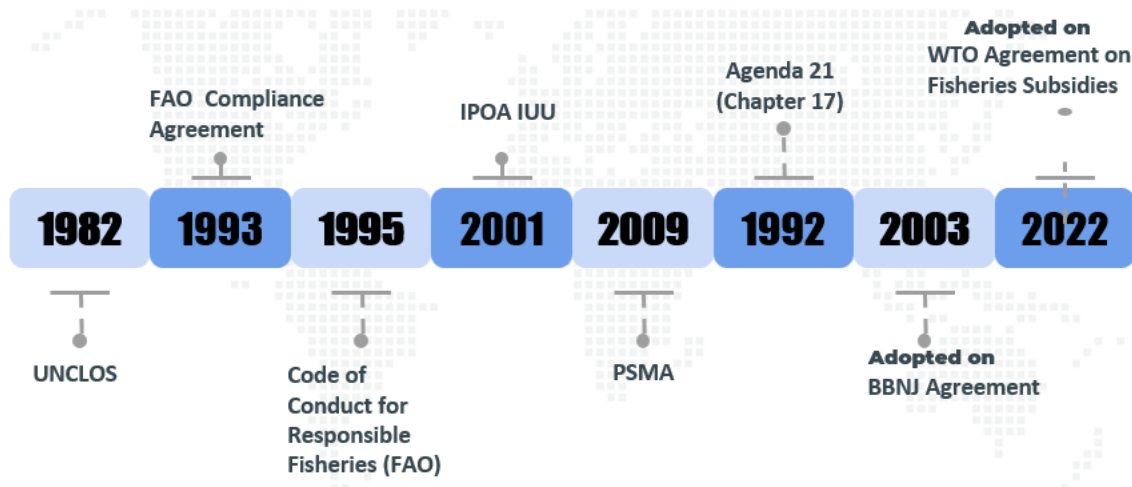 Adopted on
WTO Agreement on
Fisheries Subsidies
Agenda 21
(Chapter 17)
FAO Compliance
Agreement
IPOA IUU
1982
1993
1995
2001
2009
1992
2003
2022
UNCLOS
Code of
Conduct for
Responsible
Fisheries (FAO)
PSMA
Adopted on
BBNJ Agreement